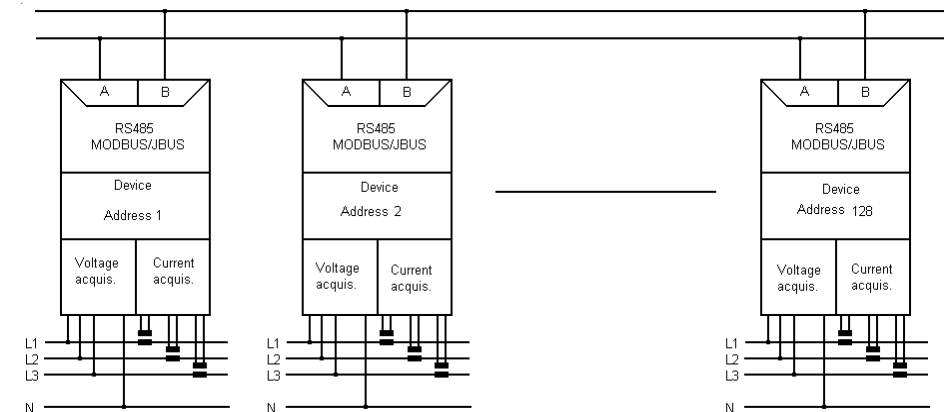 A B
RS485
MODBUS/JBUS
Device
Address 1
Voltage
acquis.
Current
acquis.
L1
L2
L3
N
A B
RS485
MODBUS/JBUS
Device
Address 2
Voltage
acquis.
Current
acquis.
L1
L2
L3
N
A B
RS485
MODBUS/JBUS
Device
Address 128
Voltage
acquis.
Current
acquis.
L1
L2
L3
N